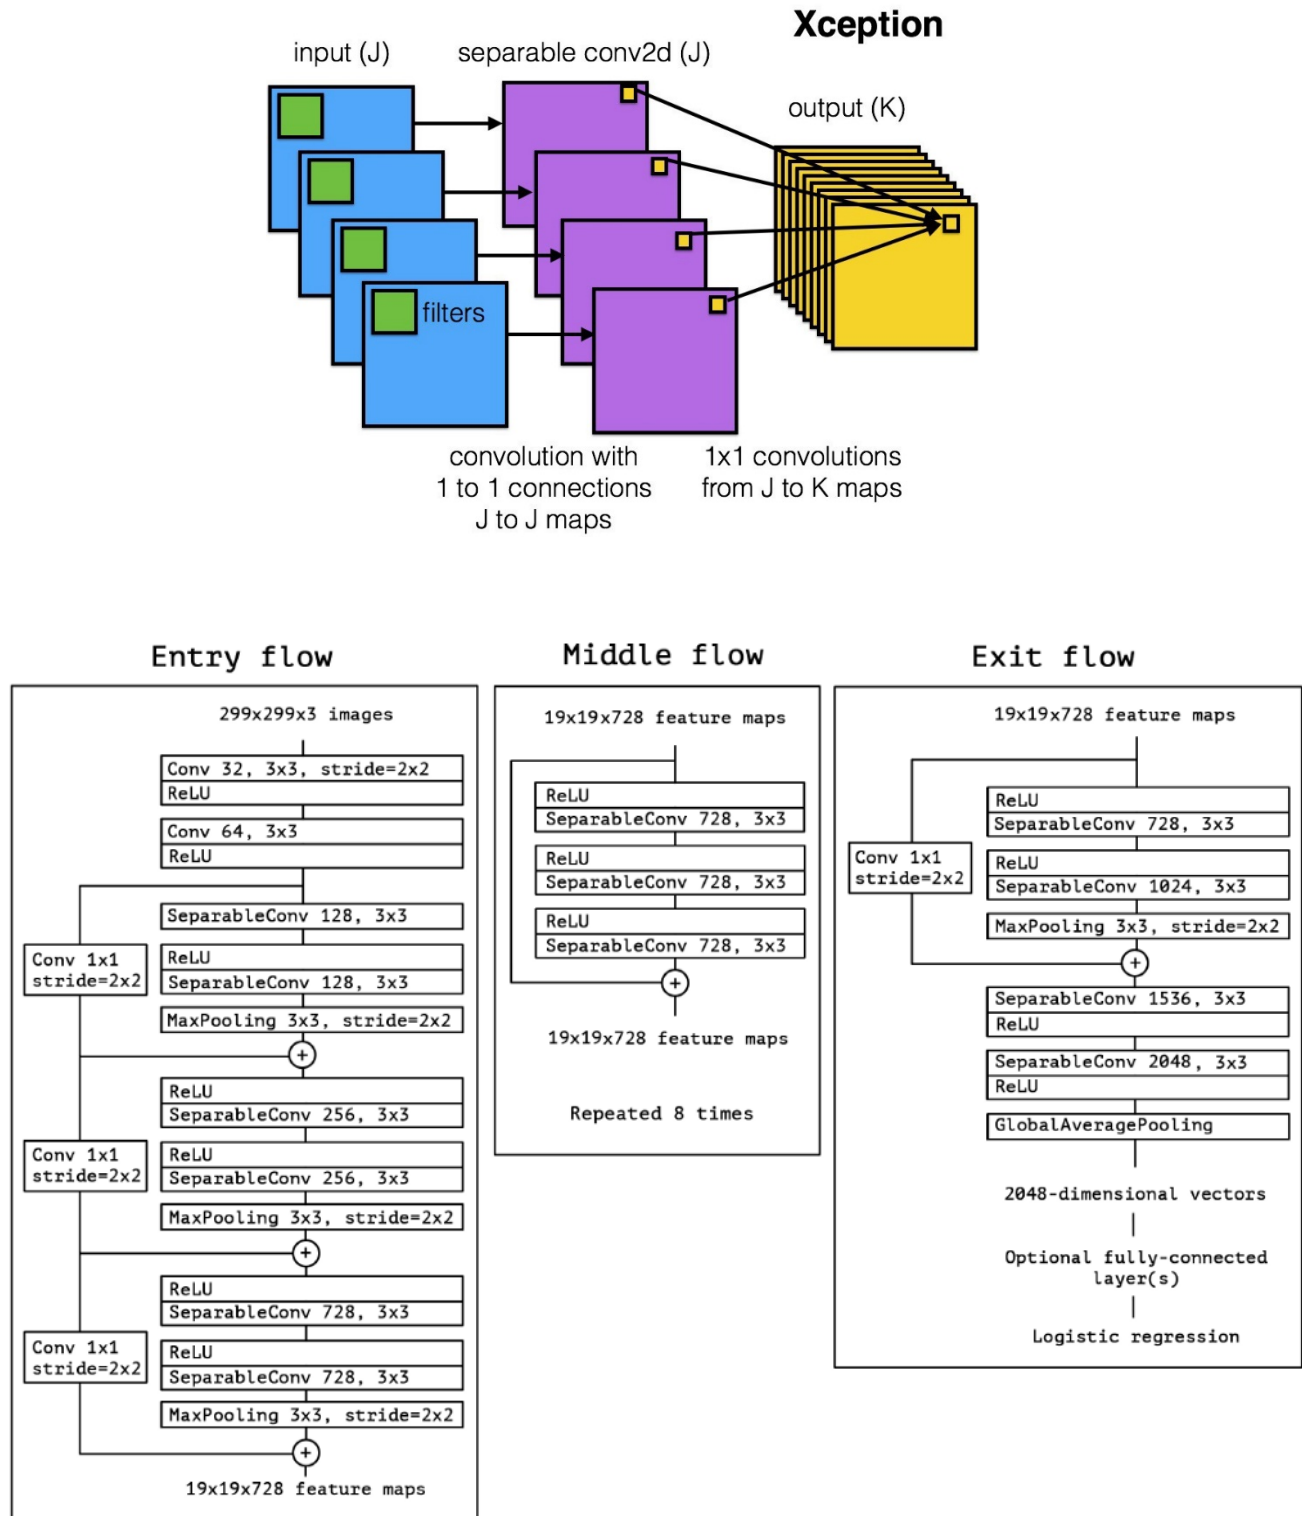 Xception
input (J)
separable conv2d (J)
output (K)
filters
convolution with
1 to 1 connections
J to J maps
1x1 convolutions
from J to K maps
Entry flow
299x299x3 images
Conv 32, 3x3, stride=2x2
ReLU
Conv 64, 3x3
ReLU
SeparableConv 128, 3x3
Conv 1x1
stride=2x2
ReLU
SeparableConv 128, 3x3
MaxPooling 3x3, stride=2x2
+
ReLU
SeparableConv 256, 3x3
Conv 1x1
stride=2x2
ReLU
SeparableConv 256, 3x3
MaxPooling 3x3, stride=2x2
+
ReLU
SeparableConv 728, 3x3
Conv 1x1
stride=2x2
ReLU
SeparableConv 728, 3x3
MaxPooling 3x3, stride=2x2
+
19x19x728 feature maps
Middle flow
19x19x728 feature maps
ReLU
SeparableConv 728, 3x3
ReLU
SeparableConv 728, 3x3
ReLU
SeparableConv 728, 3x3
+
19x19x728 feature maps
Repeated 8 times
Exit flow
19x19x728 feature maps
ReLU
SeparableConv 728, 3x3
Conv 1x1
stride=2x2
ReLU
SeparableConv 1024, 3x3
MaxPooling 3x3, stride=2x2
+
SeparableConv 1536, 3x3
ReLU
SeparableConv 2048, 3x3
ReLU
GlobalAveragePooling
2048-dimensional vectors
Optional fully-connected
layer(s)
Logistic regression